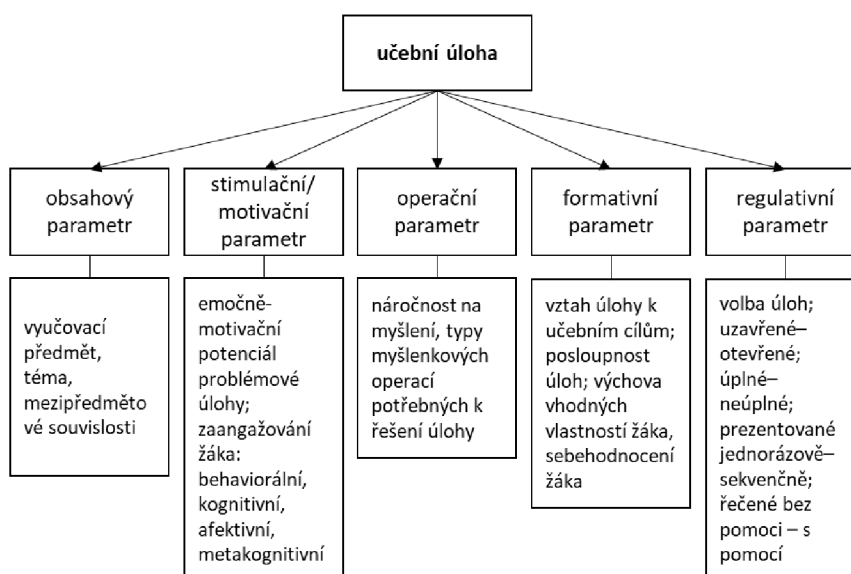 učební úloha
obsahový
parametr
stimulační/
motivační
parametr
operační
parametr
formativní
parametr
regulativní
parametr
vyučovací
předmět,
téma,
mezipředměto
vé souvislosti
emočně-
motivační
potenciál
problémové
úlohy;
zaangažování
žáka:
behaviorální,
kognitivní,
afektivní,
metakognitivní
náročnost na
myšlení, typy
myšlenkových
operací
potřebných k
řešení úlohy
vztah úlohy k
učebním cílům;
posloupnost
úloh; výchova
vhodných
vlastností žáka,
sebehodnocení
žáka
volba úloh;
uzavřené–
otevřené;
úplné–
neúplné;
prezentované
jednorázově–
sekvenčně;
řečené bez
pomoci – s
pomocí